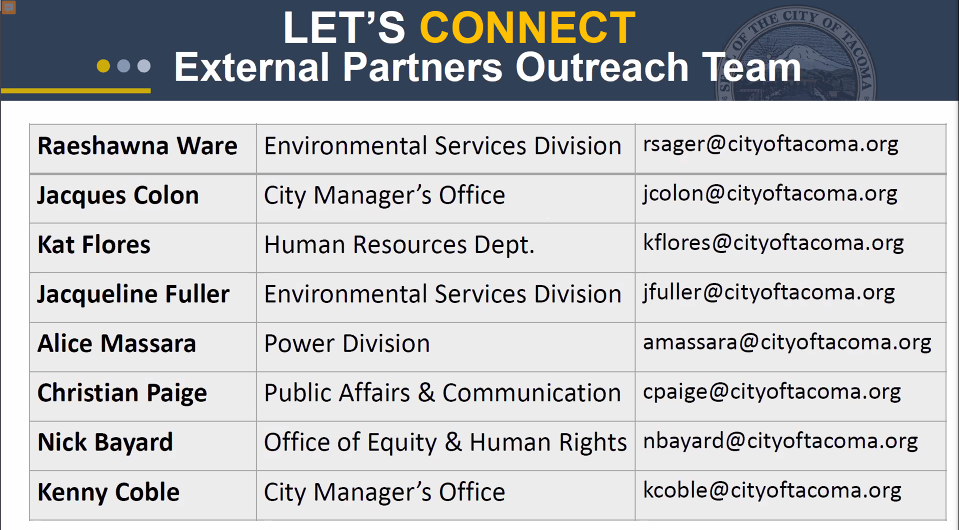 LET'S CONNECT
External Partners Outreach Team
SEAL OF THE CITY OF TACOMA
Raeshawna Ware Environmental Services Division rsager@cityoftacoma.org
Jacques Colon City Manager's Office jcolon@cityoftacoma.org
Kat Flores Human Resources Dept. kflores@cityoftacoma.org
Jacqueline Fuller Environmental Services Division jfuller@cityoftacoma.org
Alice Massara Power Division amassara@cityoftacoma.org
Christian Paige Public Affairs & Communication cpaige@cityoftacoma.org
Nick Bayard Office of Equity & Human Rights nbayard@cityoftacoma.org
Kenny Coble City Manager's Office kcoble@cityoftacoma.org